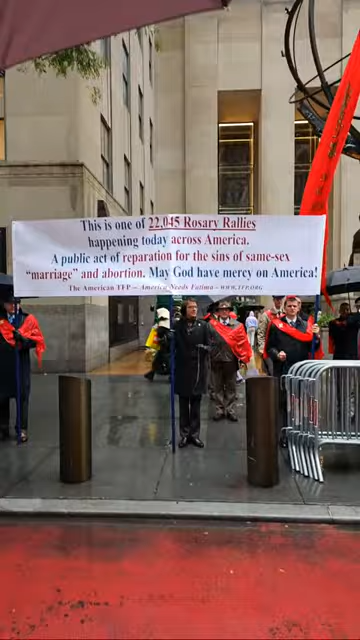 This is one of 22,045 Rosary Rallies
happening today across America.
A public act of reparation for the sins of same-sex
"marriage" and abortion. May God have mercy on America!
The American TFP – America Needs Fatima - WWW.TFP.ORG